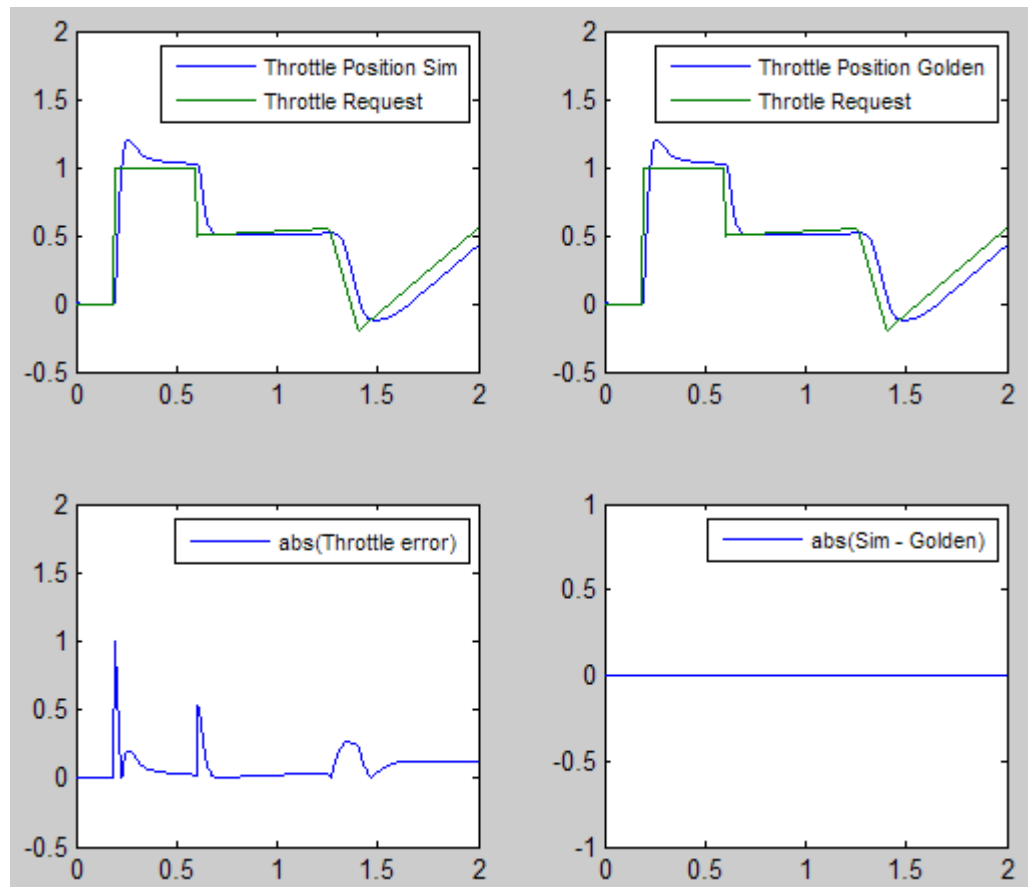 2
Throttle Position Sim
Throttle Request
1.5
1
0.5
0
-0.5
0 0.5 1 1.5 2
2
Throttle Position Golden
Throtle Request
1.5
1
0.5
0
-0.5
0 0.5 1 1.5 2
2
abs(Throttle error)
1.5
1
0.5
0
-0.5
0 0.5 1 1.5 2
1
abs(Sim - Golden)
0.5
0
-0.5
-1
0 0.5 1 1.5 2